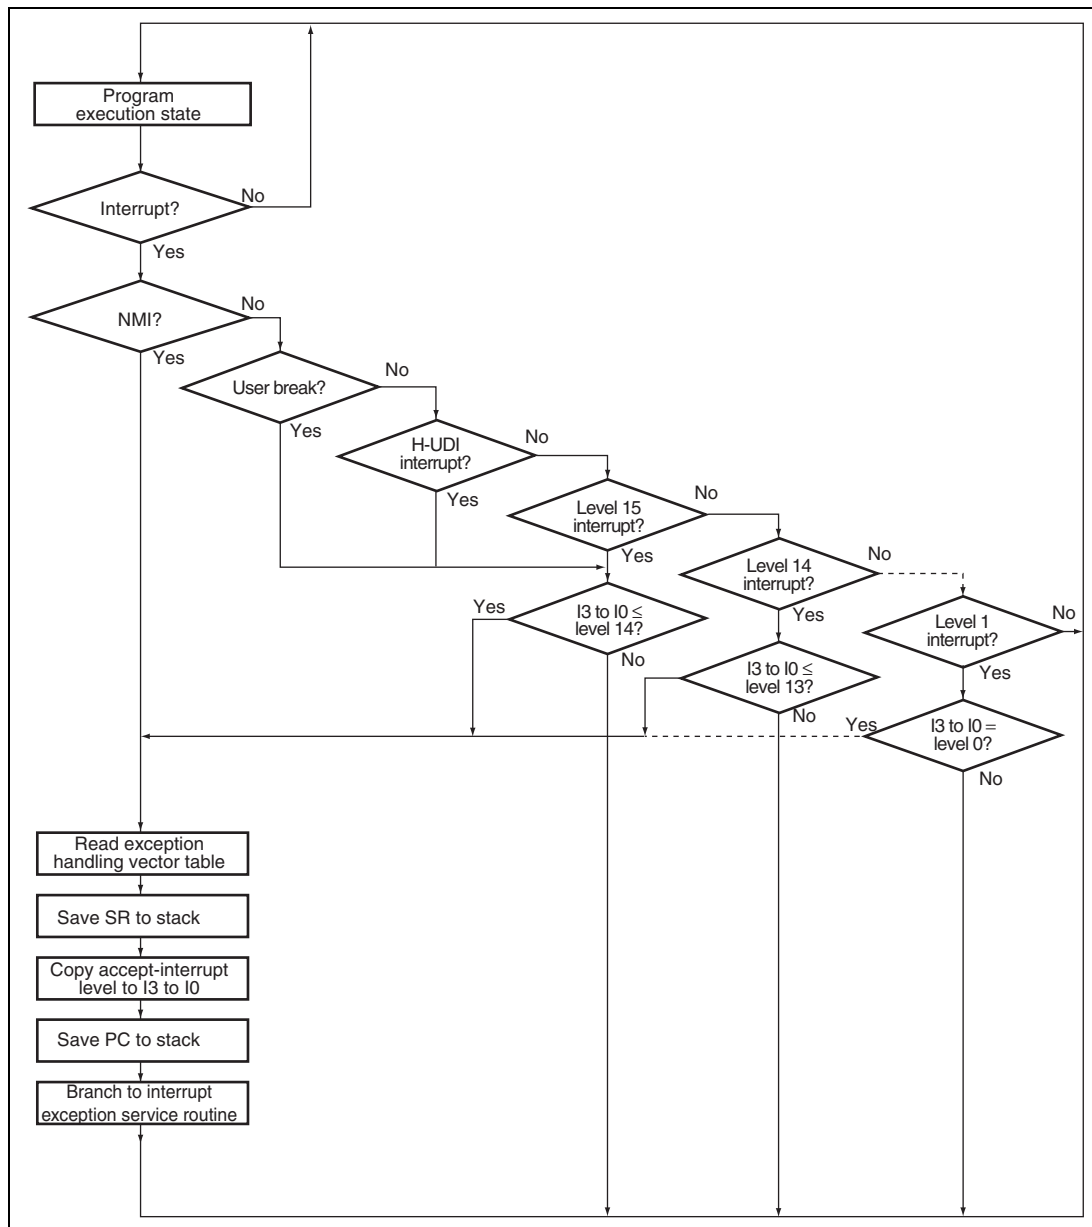 Program
execution state
No
Interrupt?
Yes
No
NMI?
Yes
No
User break?
Yes
No
H-UDI
interrupt?
Yes
No
Level 15
interrupt?
Yes
No
Level 14
interrupt?
Yes
No
Level 1
interrupt?
Yes
Yes
I3 to I0 ≤
level 14?
No
I3 to I0 ≤
level 13?
No
Yes
I3 to I0 =
level 0?
No
Read exception
handling vector table
Save SR to stack
Copy accept-interrupt
level to I3 to I0
Save PC to stack
Branch to interrupt
exception service routine